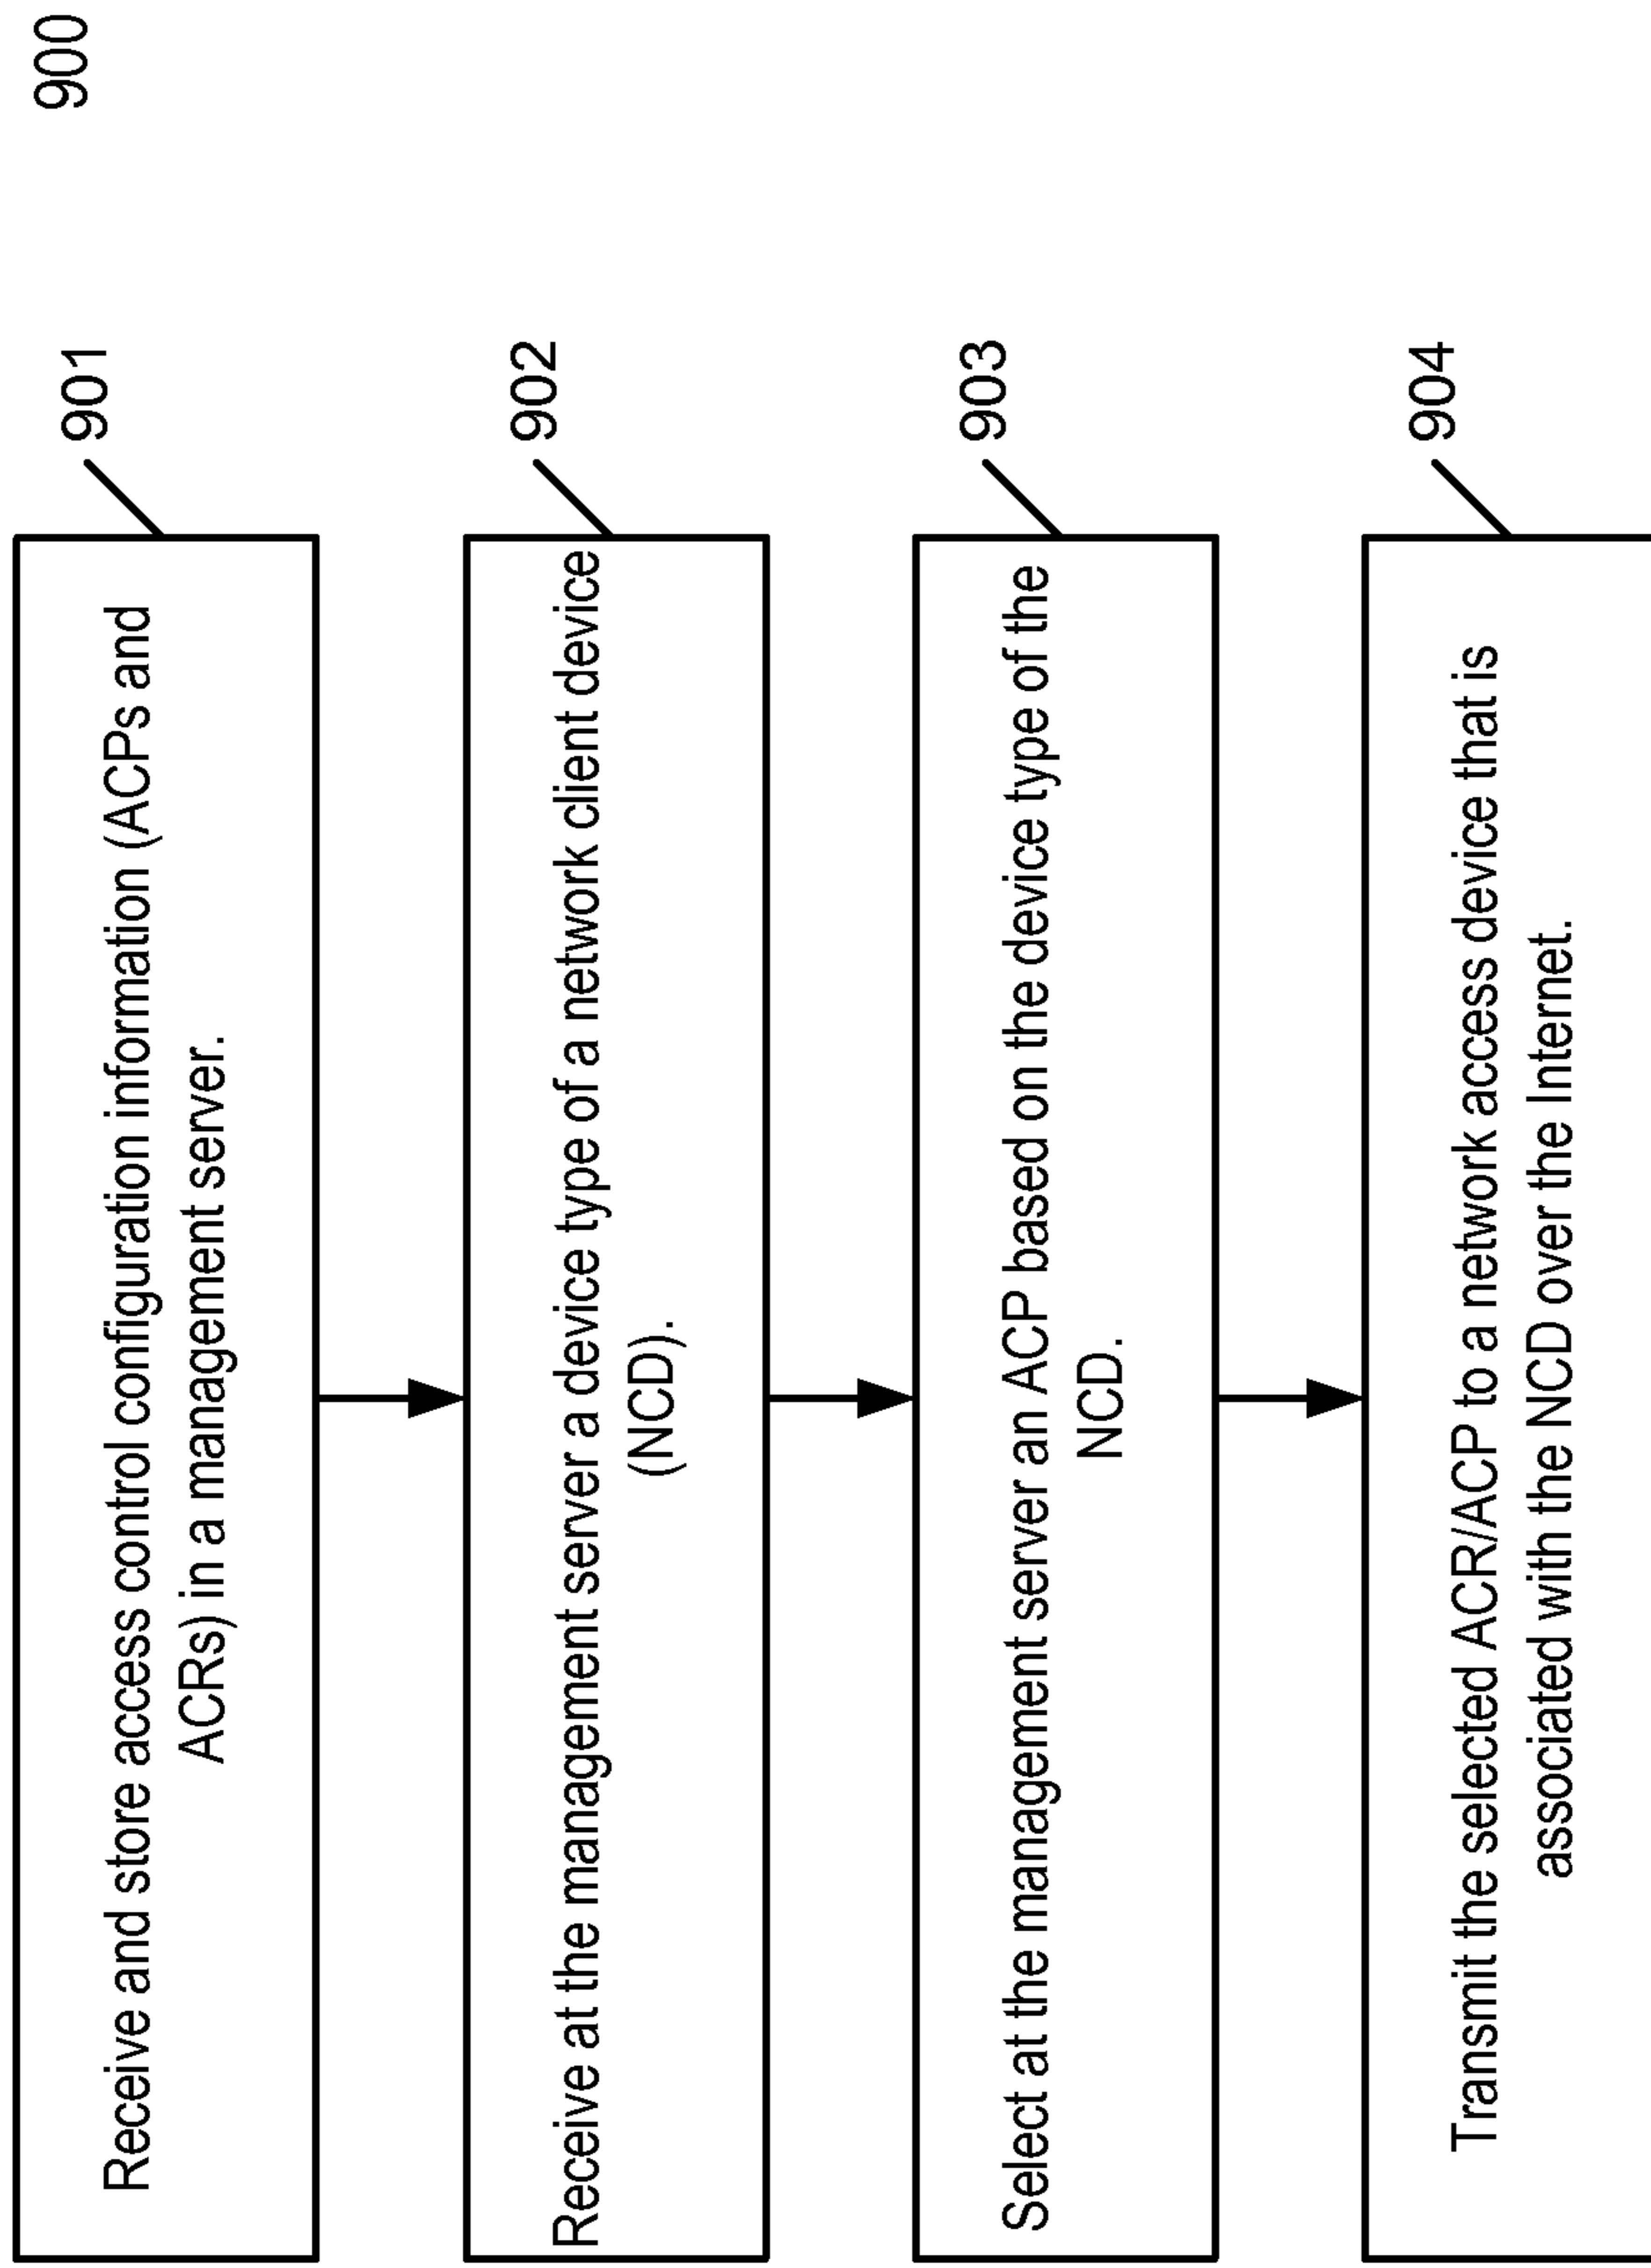 900
Receive and store access control configuration information (ACPs and
ACRs) in a management server.
901
Receive at the management server a device type of a network client device
(NCD).
902
Select at the management server an ACP based on the device type of the
NCD.
903
Transmit the selected ACR/ACP to a network access device that is
associated with the NCD over the Internet.
904